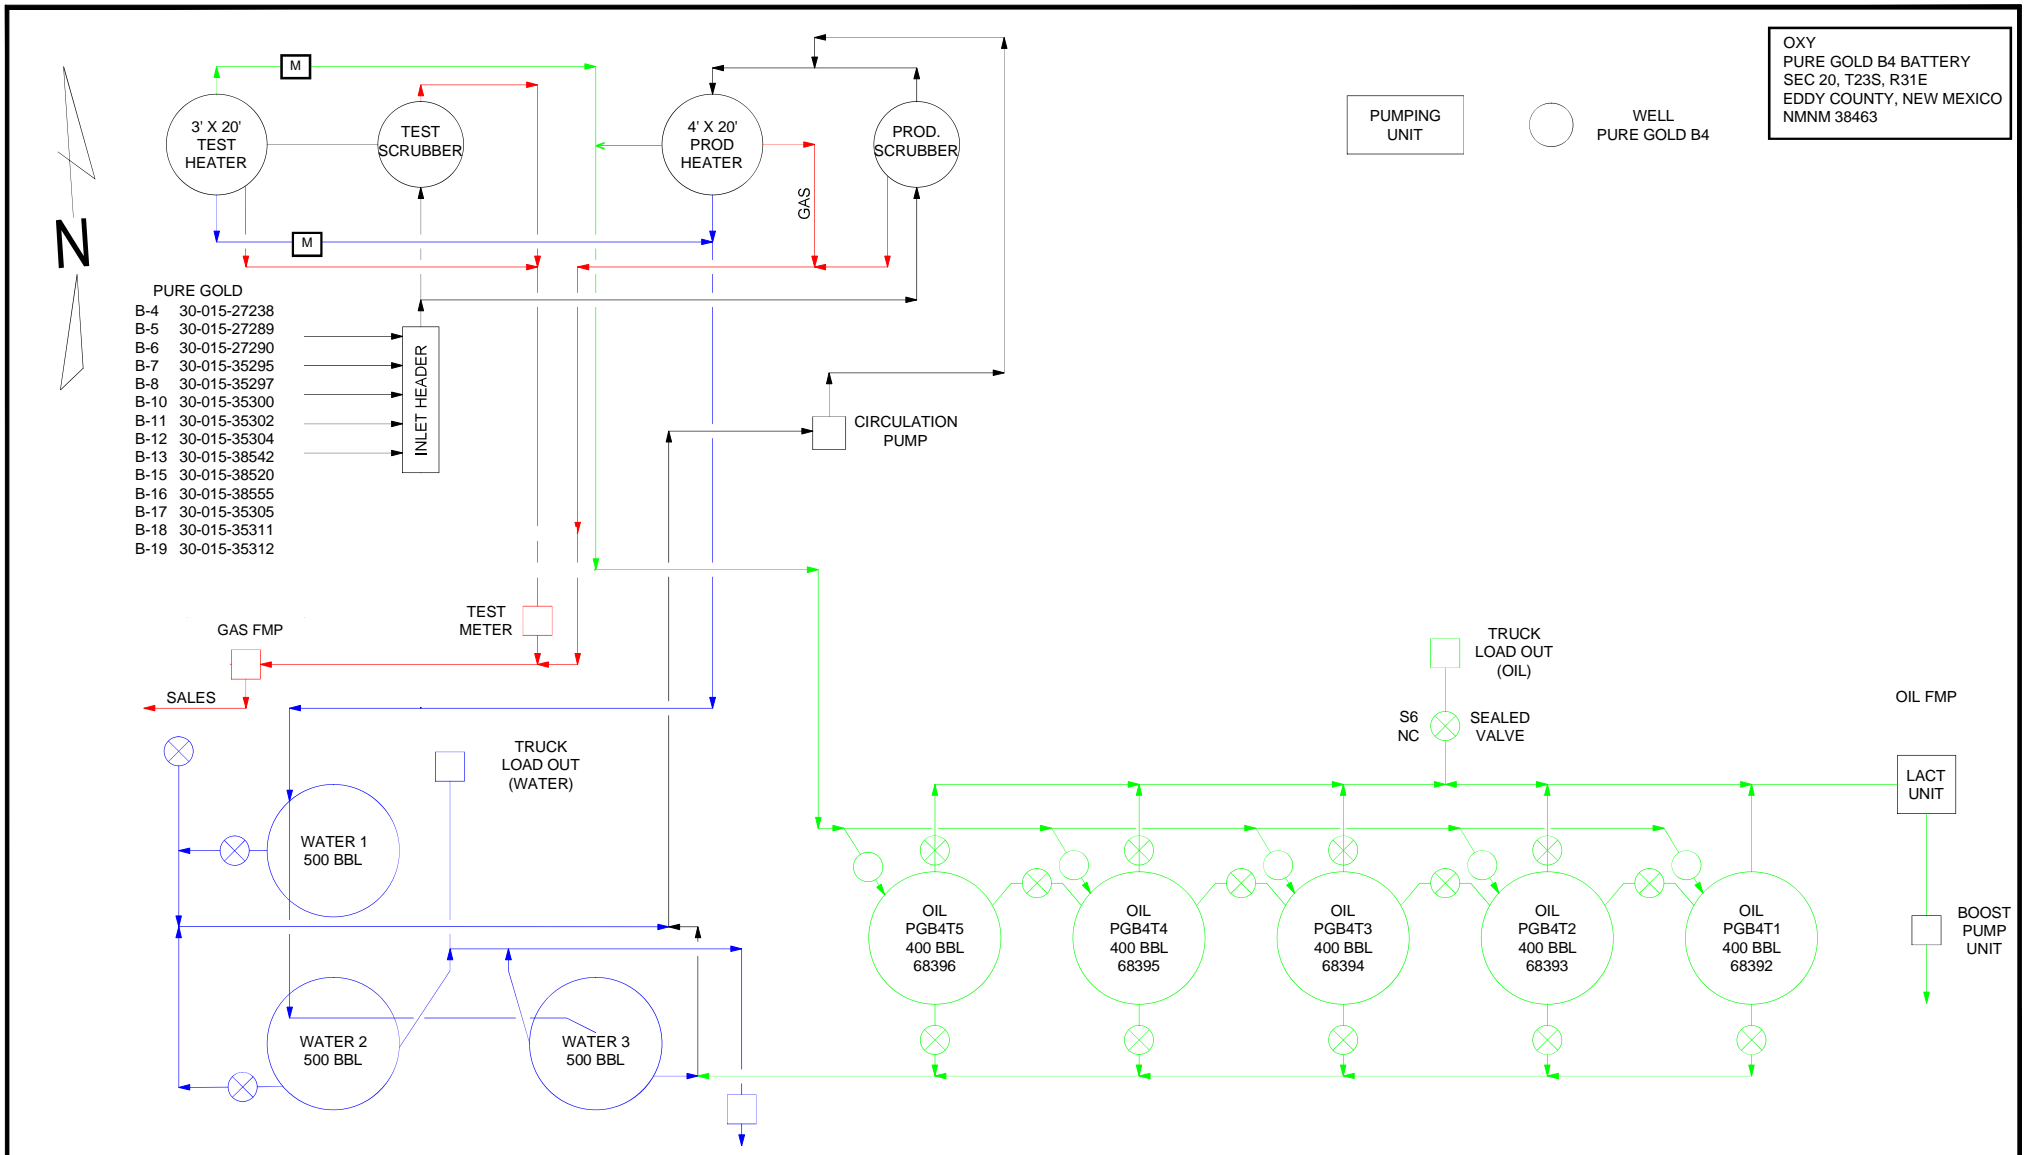 OXY
PURE GOLD B4 BATTERY
SEC 20, T23S, R31E
EDDY COUNTY, NEW MEXICO
NMNM 38463
M
3' X 20'
TEST
HEATER
TEST
SCRUBBER
4' X 20'
PROD
HEATER
PROD.
SCRUBBER
PUMPING
UNIT
WELL
PURE GOLD B4
GAS
M
N
PURE GOLD
B-4 30-015-27238
B-5 30-015-27289
B-6 30-015-27290
B-7 30-015-35295
B-8 30-015-35297
B-10 30-015-35300
B-11 30-015-35302
B-12 30-015-35304
B-13 30-015-38542
B-15 30-015-38520
B-16 30-015-38555
B-17 30-015-35305
B-18 30-015-35311
B-19 30-015-35312
INLET HEADER
CIRCULATION
PUMP
TEST
METER
GAS FMP
SALES
TRUCK
LOAD OUT
(WATER)
TRUCK
LOAD OUT
(OIL)
S6
NC
SEALED
VALVE
OIL FMP
LACT
UNIT
BOOST
PUMP
UNIT
WATER 1
500 BBL
WATER 2
500 BBL
WATER 3
500 BBL
OIL
PGB4T5
400 BBL
68396
OIL
PGB4T4
400 BBL
68395
OIL
PGB4T3
400 BBL
68394
OIL
PGB4T2
400 BBL
68393
OIL
PGB4T1
400 BBL
68392